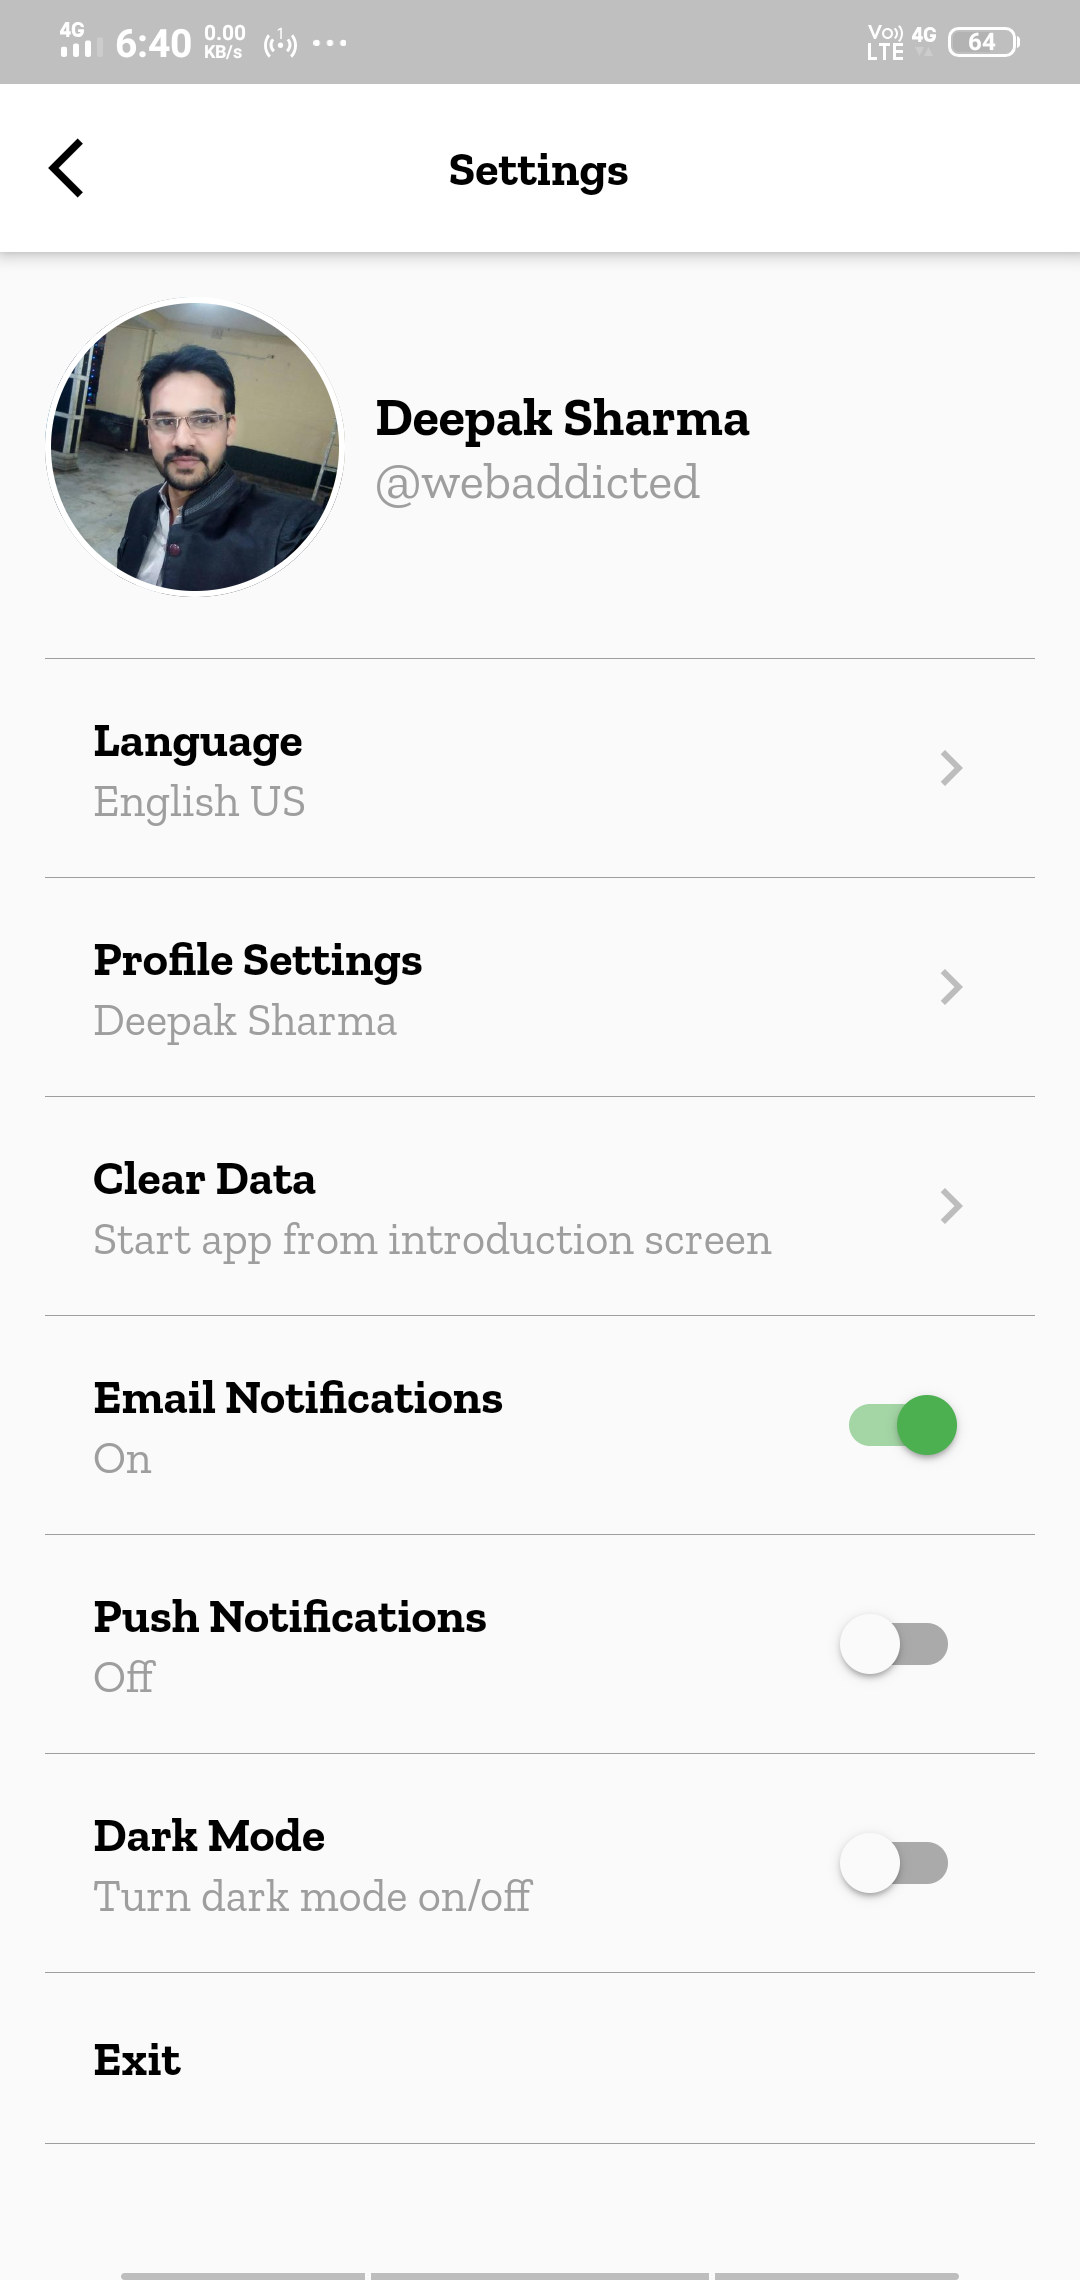 4G 6:40 0.00 KB/s 1 ... Vo)) LTE 4G 64
Settings
Deepak Sharma
@webaddicted
Language
English US
Profile Settings
Deepak Sharma
Clear Data
Start app from introduction screen
Email Notifications
On
Push Notifications
Off
Dark Mode
Turn dark mode on/off
Exit